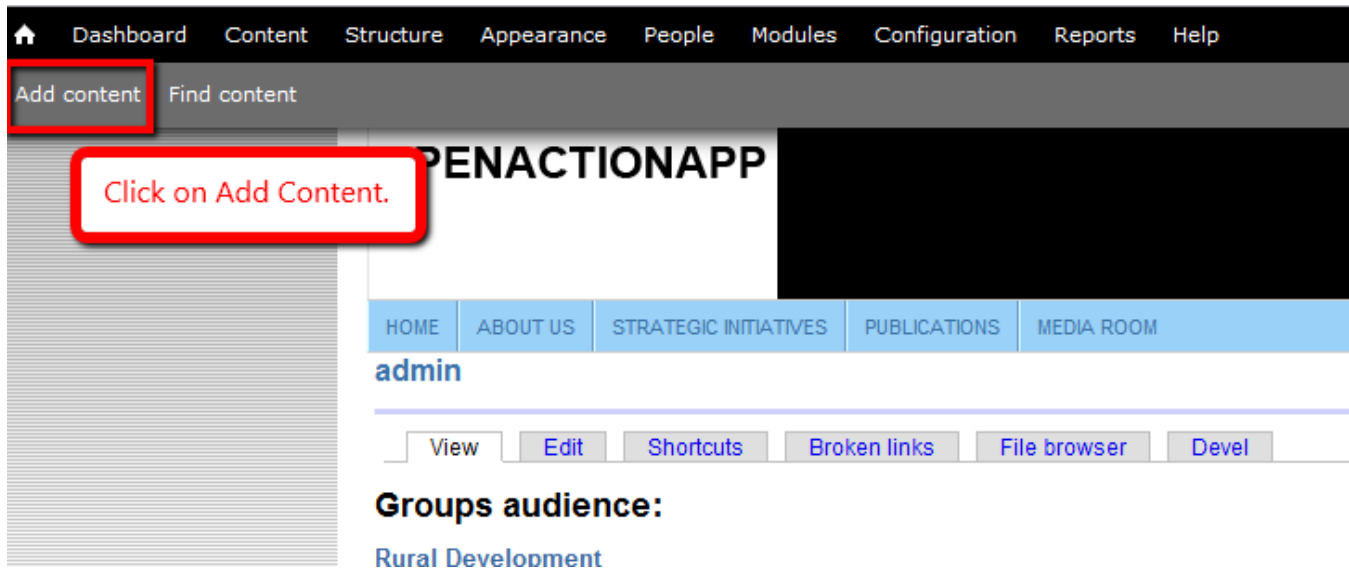 Dashboard Content Structure Appearance People Modules Configuration Reports Help
Add content Find content
PENACTIONAPP
Click on Add Content.
HOME ABOUT US STRATEGIC INITIATIVES PUBLICATIONS MEDIA ROOM
admin
View Edit Shortcuts Broken links File browser Devel
Groups audience:
Rural Development